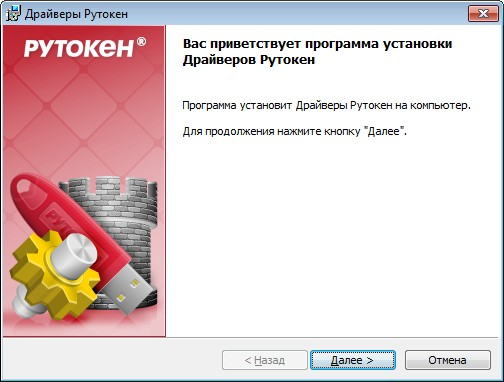 Драйверы Рутокен
РУТОКЕН®
Вас приветствует программа установки
Драйверов Рутокен
Программа установит Драйверы Рутокен на компьютер.
Для продолжения нажмите кнопку "Далее".
РУТОКЕН
< Назад
Далее >
Отмена